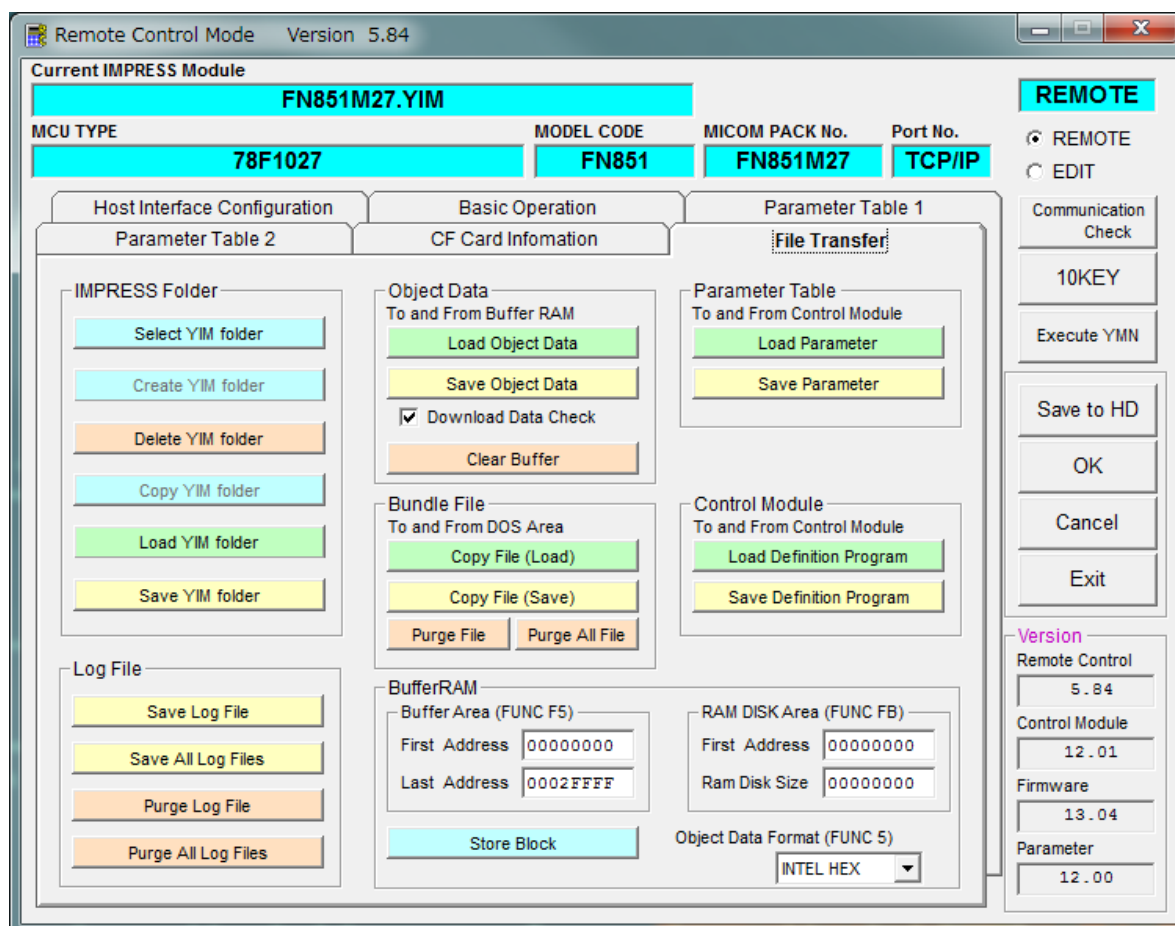 Remote Control Mode Version 5.84
Current IMPRESS Module
FN851M27.YIM
MCU TYPE
MODEL CODE
MICOM PACK No.
Port No.
78F1027
FN851
FN851M27
TCP/IP
Host Interface Configuration
Basic Operation
Parameter Table 1
Parameter Table 2
CF Card Infomation
File Transfer
IMPRESS Folder
Select YIM folder
Create YIM folder
Delete YIM folder
Copy YIM folder
Load YIM folder
Save YIM folder
Log File
Save Log File
Save All Log Files
Purge Log File
Purge All Log Files
Object Data
To and From Buffer RAM
Load Object Data
Save Object Data
Download Data Check
Clear Buffer
Bundle File
To and From DOS Area
Copy File (Load)
Copy File (Save)
Purge File
Purge All File
Parameter Table
To and From Control Module
Load Parameter
Save Parameter
Control Module
To and From Control Module
Load Definition Program
Save Definition Program
BufferRAM
Buffer Area (FUNC F5)
First Address 00000000
Last Address 0002FFFF
RAM DISK Area (FUNC FB)
First Address 00000000
Ram Disk Size 00000000
Store Block
Object Data Format (FUNC 5)
INTEL HEX
REMOTE
REMOTE
EDIT
Communication
Check
10KEY
Execute YMN
Save to HD
OK
Cancel
Exit
Version
Remote Control
5.84
Control Module
12.01
Firmware
13.04
Parameter
12.00